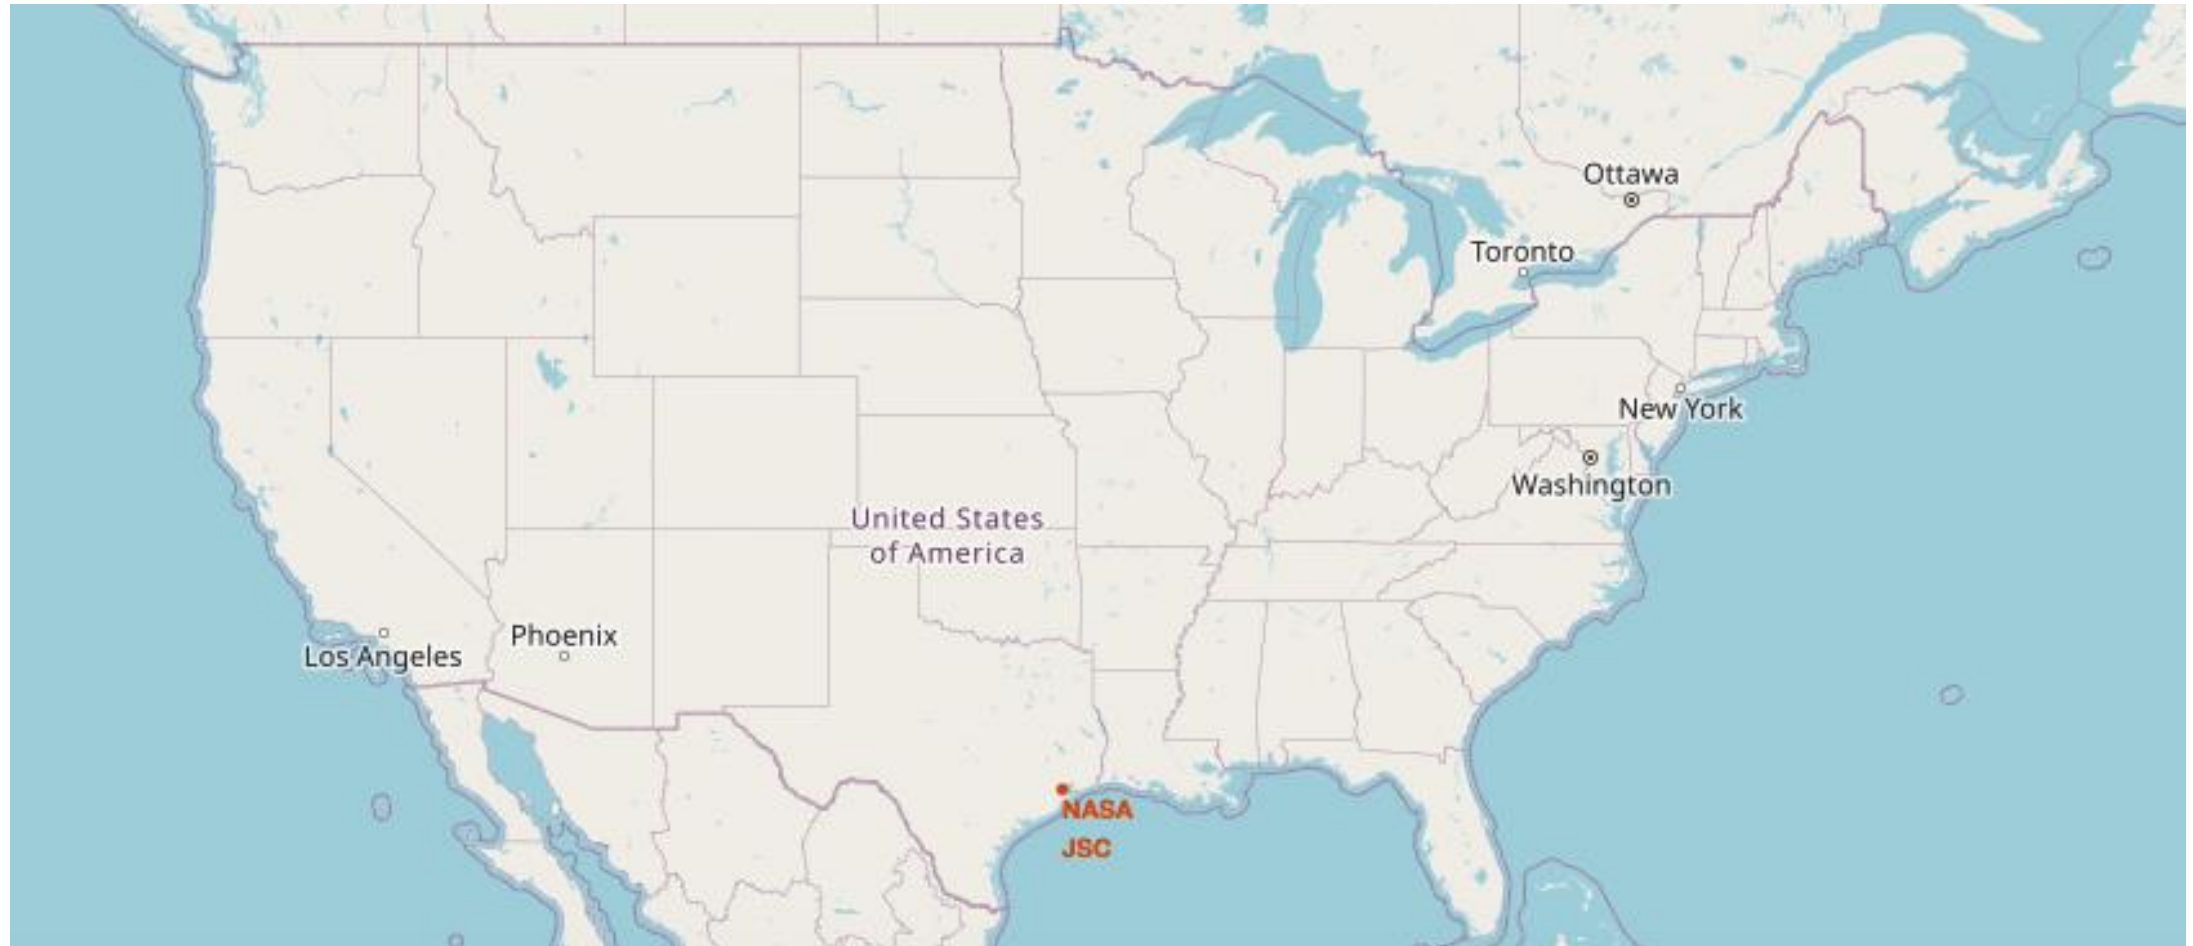 Ottawa
Toronto
New York
Washington
United States
of America
Phoenix
Los Angeles
NASA
JSC